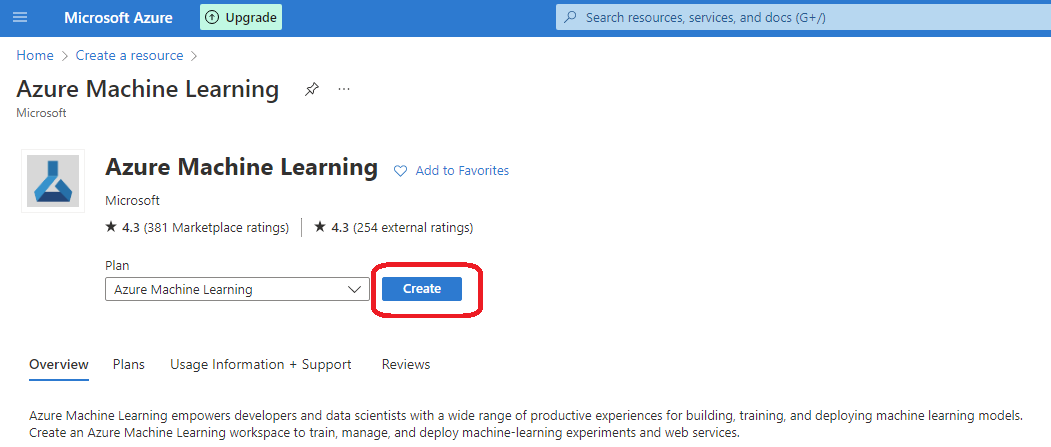 Microsoft Azure
Upgrade
Search resources, services, and docs (G+/)
Home > Create a resource >
Azure Machine Learning
Microsoft
Azure Machine Learning
Add to Favorites
Microsoft
★ 4.3 (381 Marketplace ratings) | ★ 4.3 (254 external ratings)
Plan
Azure Machine Learning
Create
Overview Plans Usage Information + Support Reviews
Azure Machine Learning empowers developers and data scientists with a wide range of productive experiences for building, training, and deploying machine learning models.
Create an Azure Machine Learning workspace to train, manage, and deploy machine-learning experiments and web services.